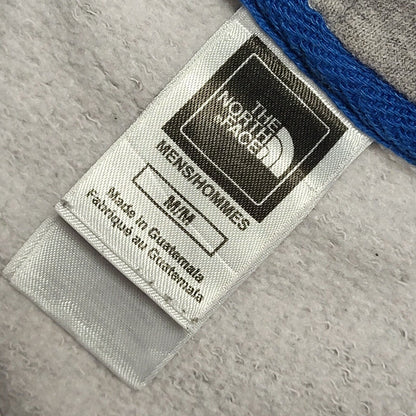 THE
NORTH
FACE
MENS/HOMMES
M/M
Made in Guatemala
Fabriqué au Guatemala